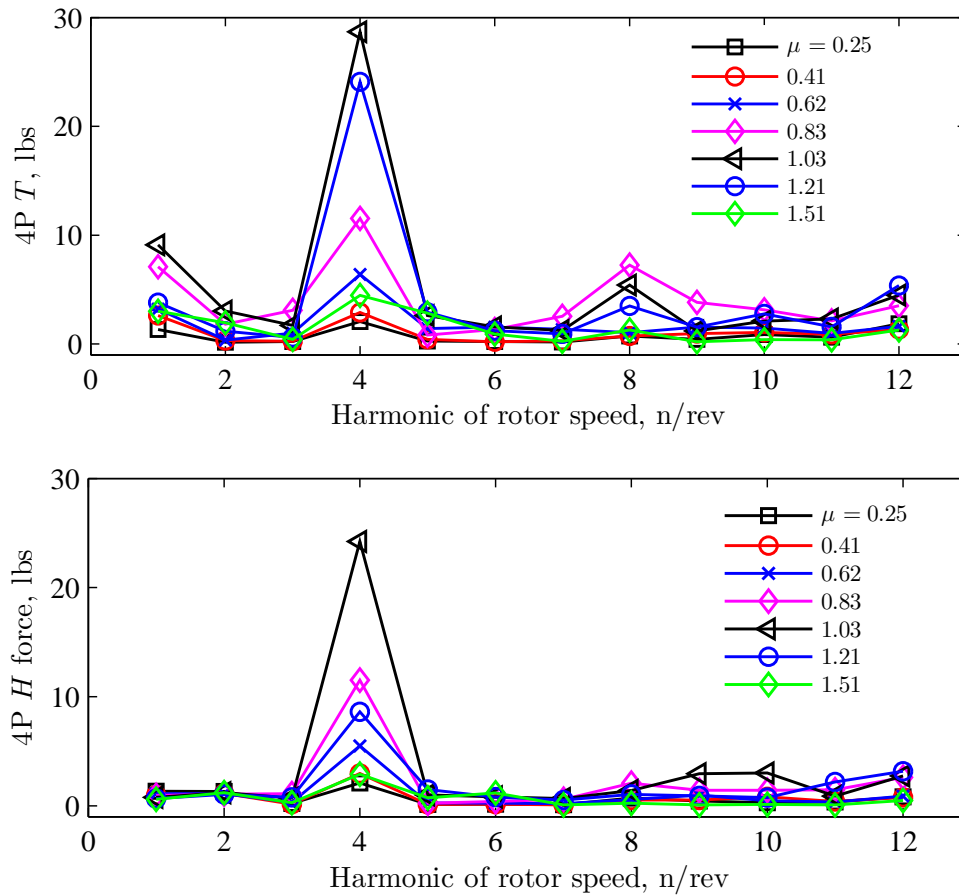 30
20
10
0
4P T, lbs
μ = 0.25
0.41
0.62
0.83
1.03
1.21
1.51
0 2 4 6 8 10 12
Harmonic of rotor speed, n/rev
30
20
10
0
4P H force, lbs
μ = 0.25
0.41
0.62
0.83
1.03
1.21
1.51
0 2 4 6 8 10 12
Harmonic of rotor speed, n/rev